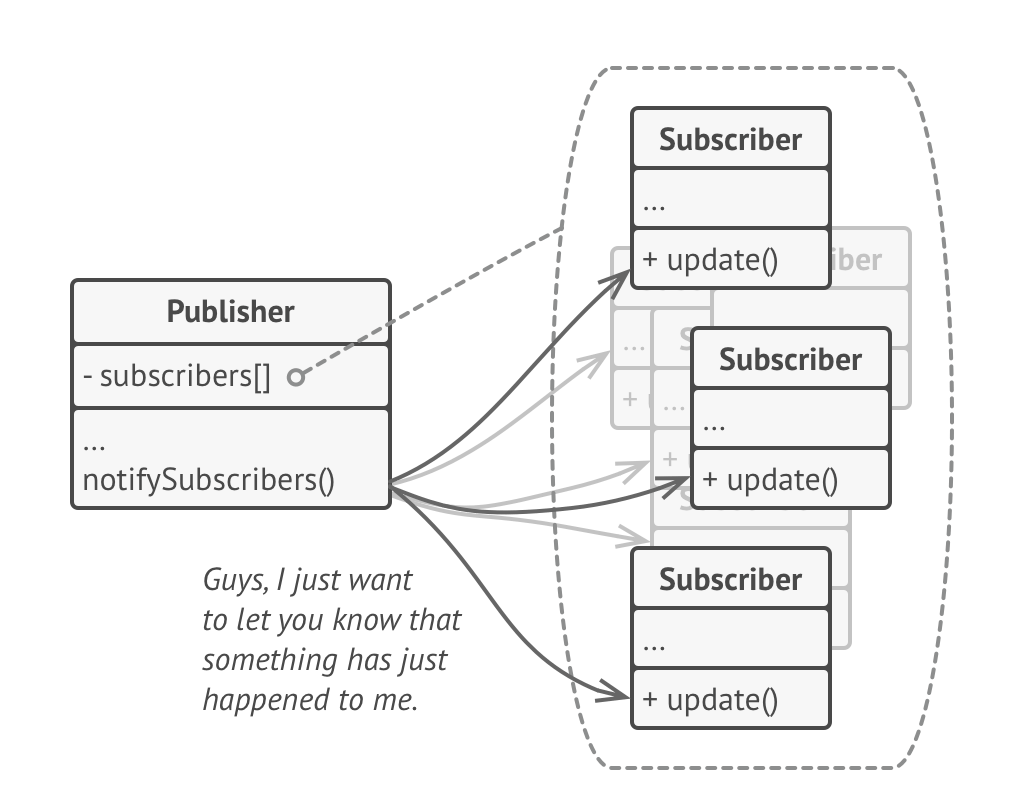 Subscriber
...
+ update()
Publisher
- subscribers[]
...
notifySubscribers()
Subscriber
...
+ update()
Guys, I just want
to let you know that
something has just
happened to me.
Subscriber
...
+ update()